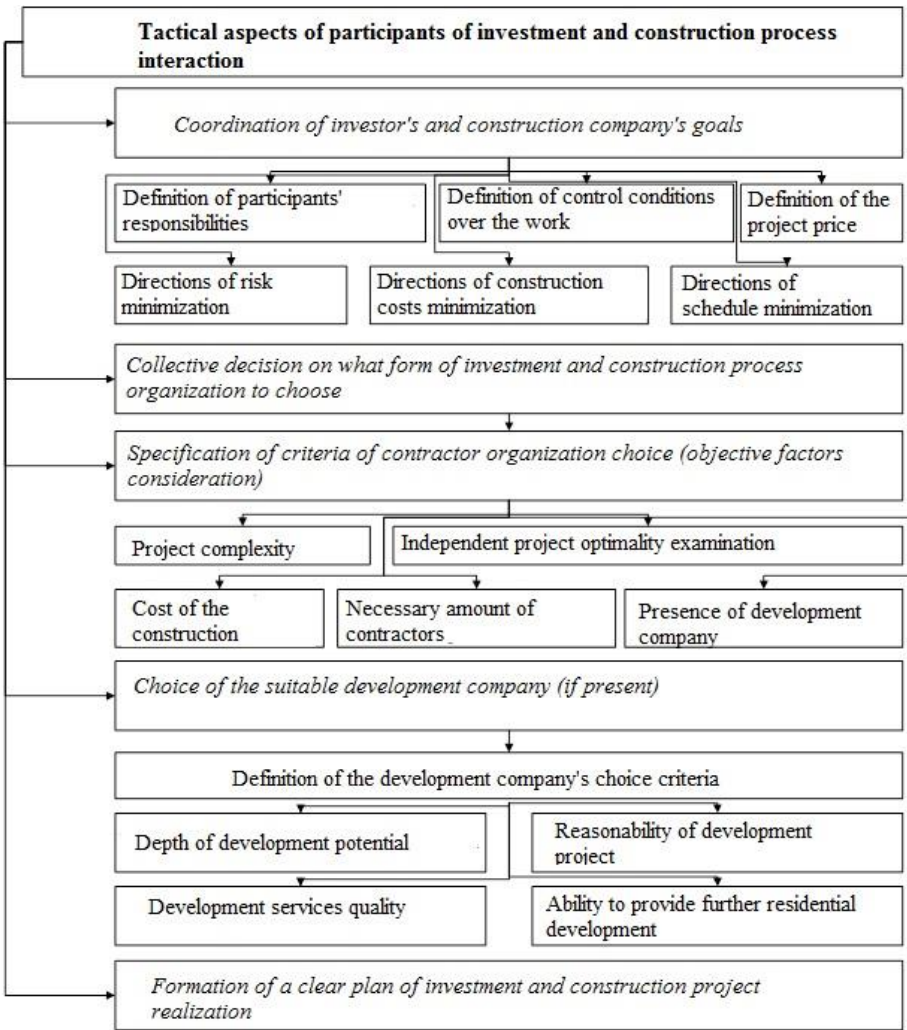 Tactical aspects of participants of investment and construction process
interaction
Coordination of investor's and construction company's goals
Definition of participants'
responsibilities
Definition of control conditions
over the work
Definition of the
project price
Directions of risk
minimization
Directions of construction
costs minimization
Directions of
schedule minimization
Collective decision on what form of investment and construction process
organization to choose
Specification of criteria of contractor organization choice (objective factors
consideration)
Project complexity
Independent project optimality examination
Cost of the
construction
Necessary amount of
contractors
Presence of development
company
Choice of the suitable development company (if present)
Definition of the development company's choice criteria
Depth of development potential
Reasonability of development
project
Development services quality
Ability to provide further residential
development
Formation of a clear plan of investment and construction project
realization